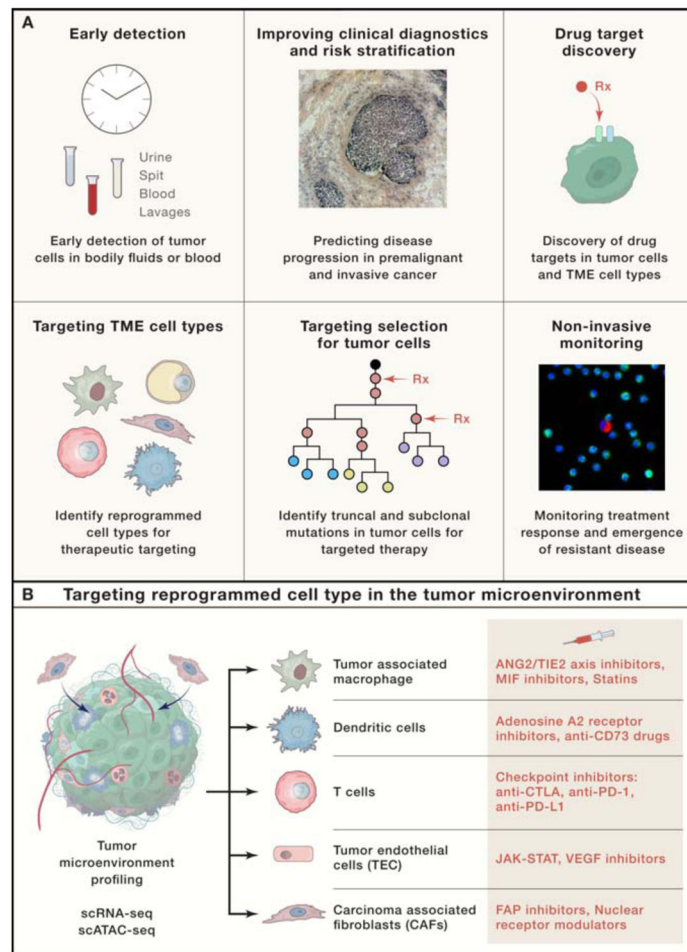 A
Early detection
Urine
Spit
Blood
Lavages
Early detection of tumor
cells in bodily fluids or blood
Improving clinical diagnostics
and risk stratification
Predicting disease
progression in premalignant
and invasive cancer
Drug target
discovery
Rx
Discovery of drug
targets in tumor cells
and TME cell types
Targeting TME cell types
Identify reprogrammed
cell types for
therapeutic targeting
Targeting selection
for tumor cells
Rx
Rx
Identify truncal and subclonal
mutations in tumor cells for
targeted therapy
Non-invasive
monitoring
Monitoring treatment
response and emergence
of resistant disease
B
Targeting reprogrammed cell type in the tumor microenvironment
Tumor
microenvironment
profiling
scRNA-seq
scATAC-seq
Tumor associated
macrophage
ANG2/TIE2 axis inhibitors,
MIF inhibitors, Statins
Dendritic cells
Adenosine A2 receptor
inhibitors, anti-CD73 drugs
T cells
Checkpoint inhibitors:
anti-CTLA, anti-PD-1,
anti-PD-L1
Tumor endothelial
cells (TEC)
JAK-STAT, VEGF inhibitors
Carcinoma associated
fibroblasts (CAFs)
FAP inhibitors, Nuclear
receptor modulators